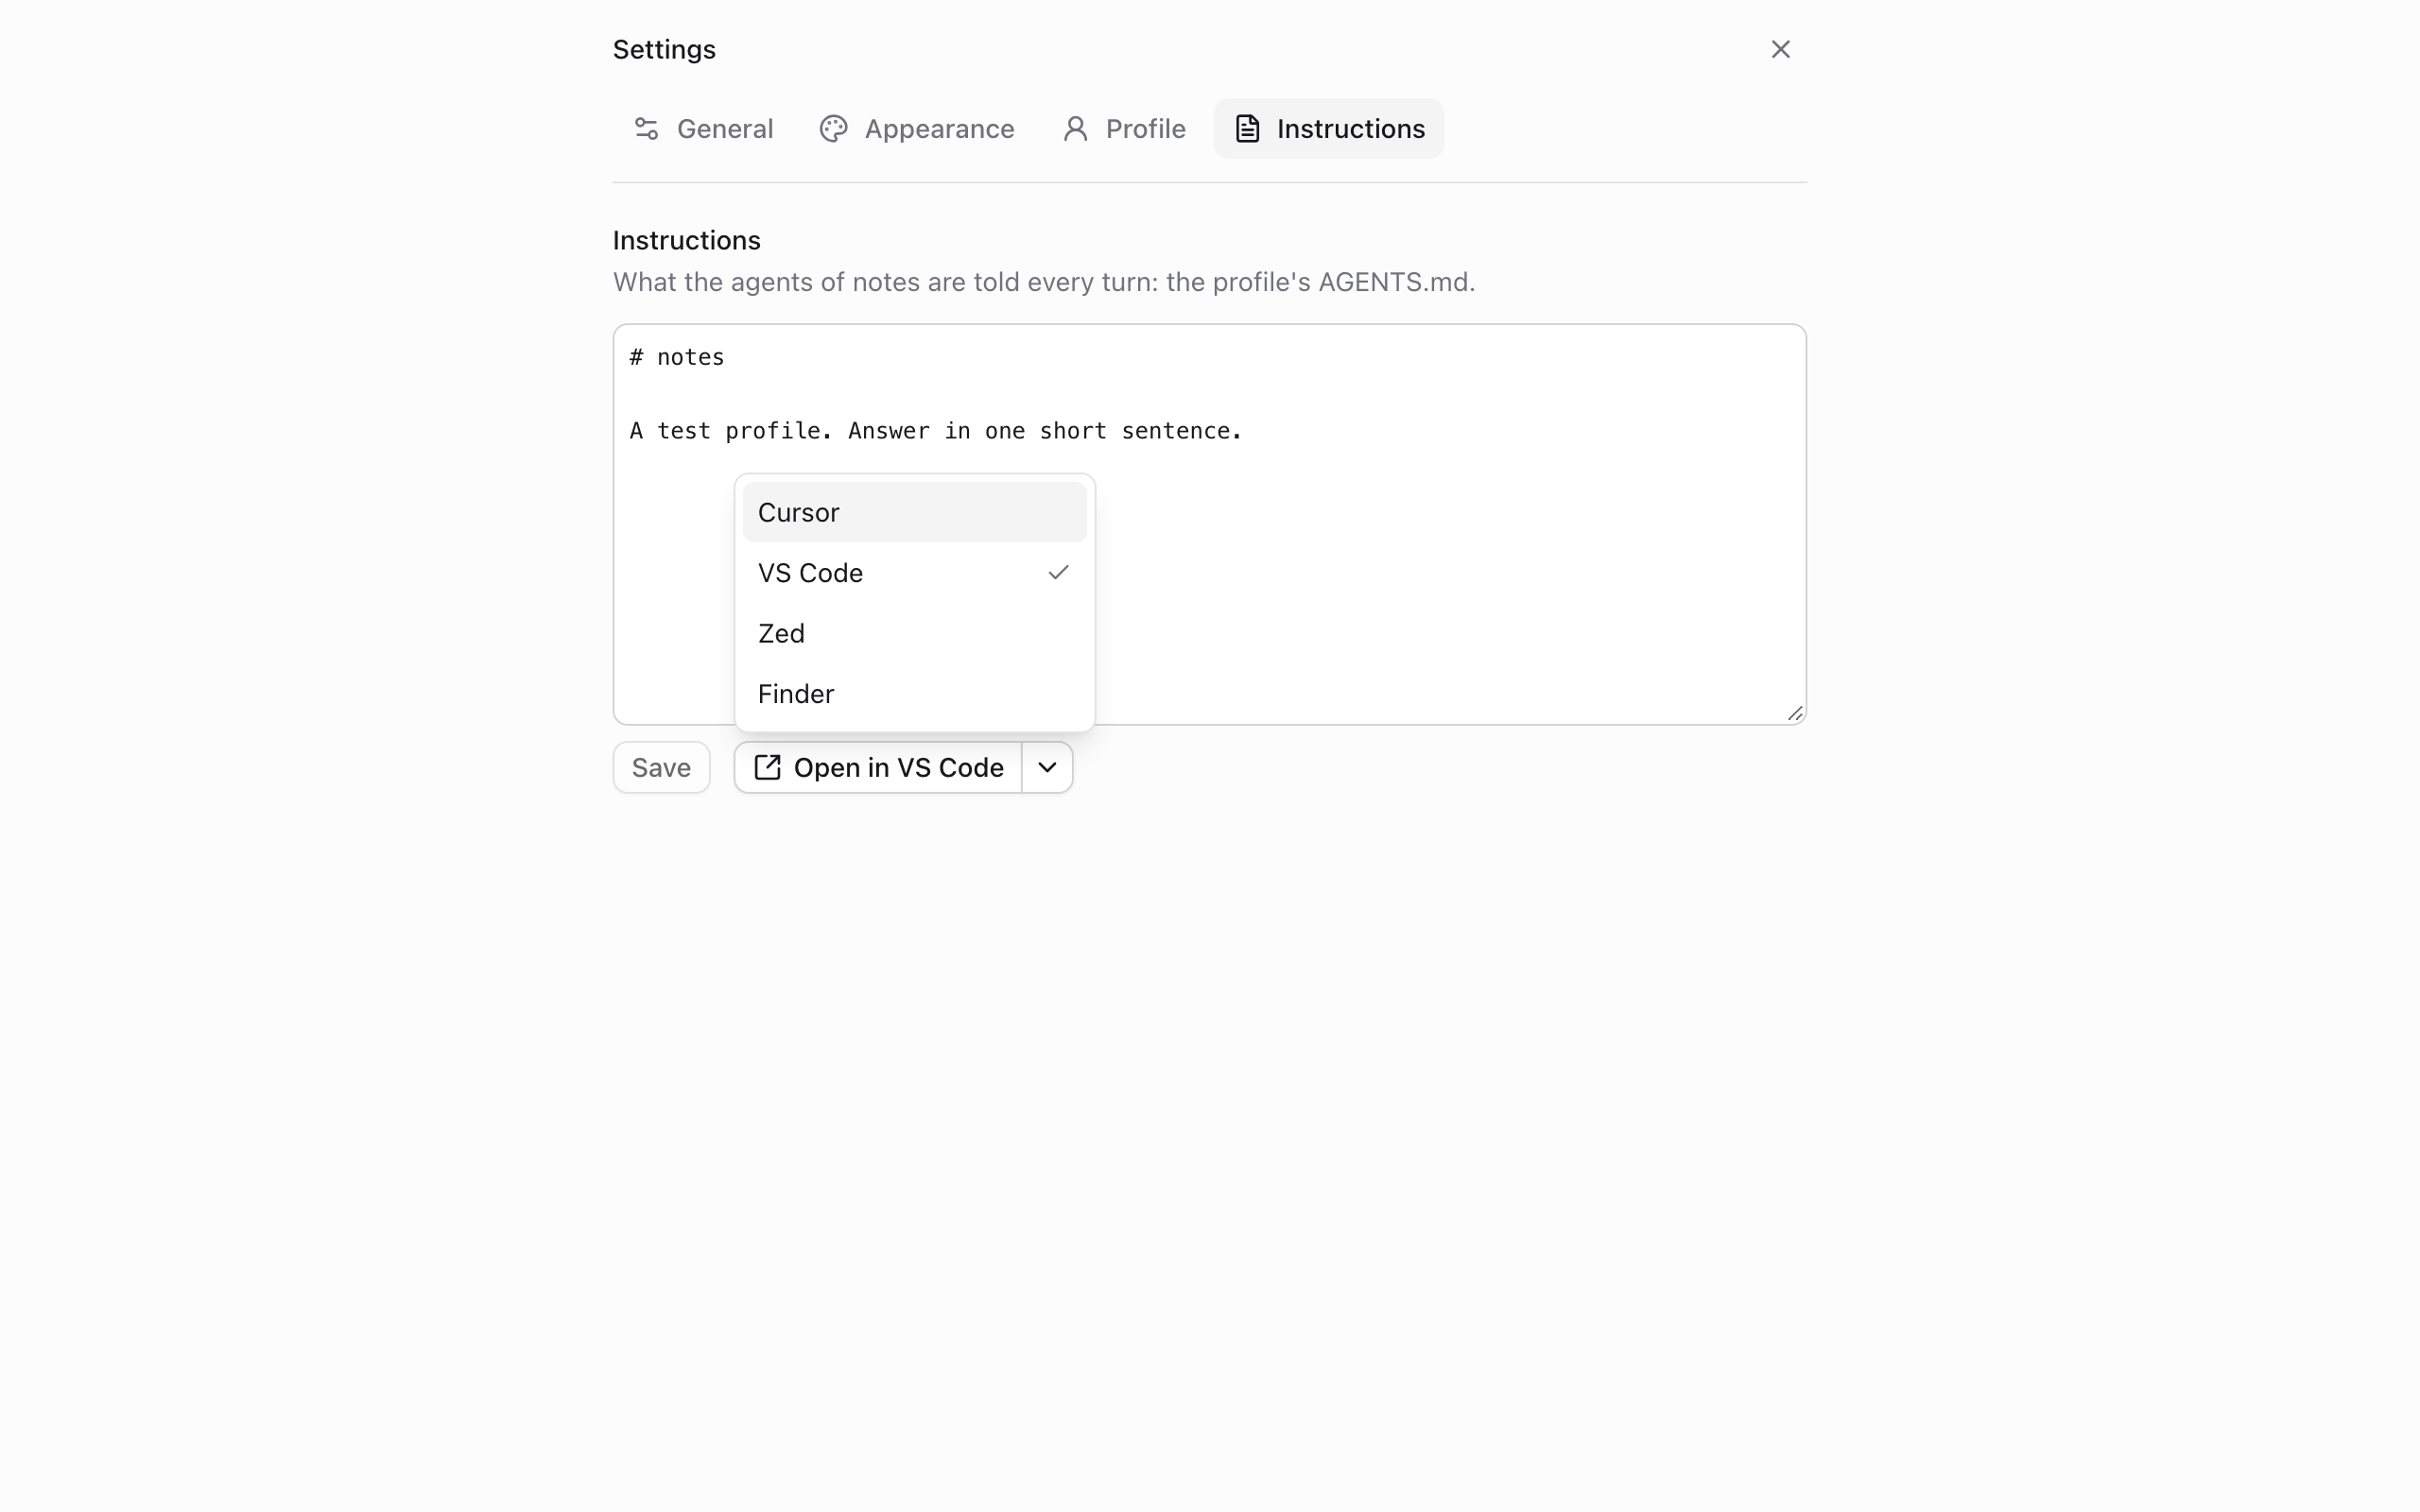 Settings
General Appearance Profile Instructions
Instructions
What the agents of notes are told every turn: the profile's AGENTS.md.
# notes
A test profile. Answer in one short sentence.
Cursor
VS Code
Zed
Finder
Save Open in VS Code